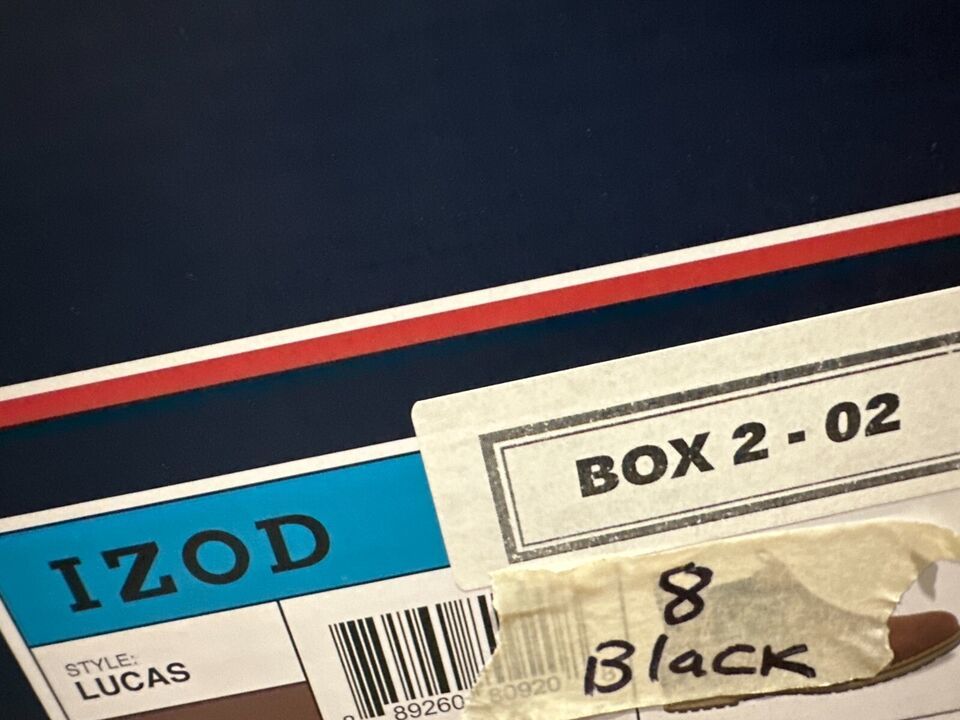 BOX 2 - 02
IZOD
8
Black
STYLE:
LUCAS
89260 80920